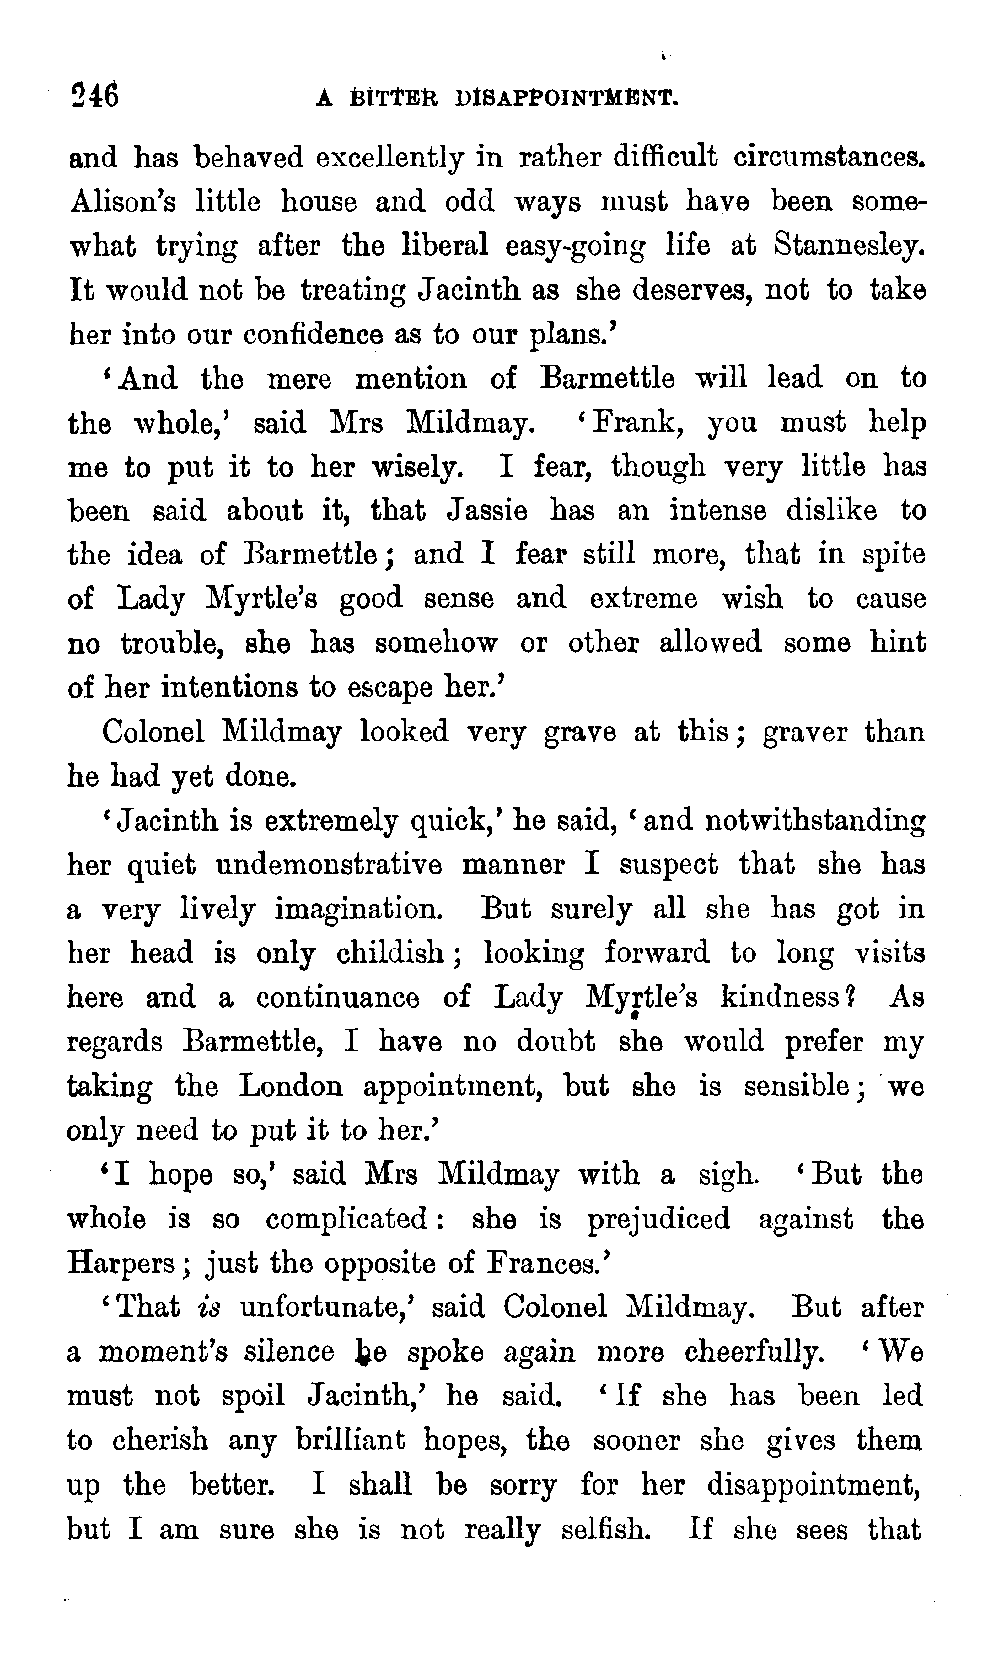 246 A BITTER DISAPPOINTMENT.
and has behaved excellently in rather difficult circumstances.
Alison's little house and odd ways must have been some-
what trying after the liberal easy-going life at Stannesley.
It would not be treating Jacinth as she deserves, not to take
her into our confidence as to our plans.'
'And the mere mention of Barmettle will lead on to
the whole,' said Mrs Mildmay. 'Frank, you must help
me to put it to her wisely. I fear, though very little has
been said about it, that Jassie has an intense dislike to
the idea of Barmettle; and I fear still more, that in spite
of Lady Myrtle's good sense and extreme wish to cause
no trouble, she has somehow or other allowed some hint
of her intentions to escape her.'
Colonel Mildmay looked very grave at this; graver than
he had yet done.
'Jacinth is extremely quick,' he said, 'and notwithstanding
her quiet undemonstrative manner I suspect that she has
a very lively imagination. But surely all she has got in
her head is only childish; looking forward to long visits
here and a continuance of Lady Myrtle's kindness? As
regards Barmettle, I have no doubt she would prefer my
taking the London appointment, but she is sensible; we
only need to put it to her.'
'I hope so,' said Mrs Mildmay with a sigh. 'But the
whole is so complicated: she is prejudiced against the
Harpers; just the opposite of Frances.'
'That is unfortunate,' said Colonel Mildmay. But after
a moment's silence he spoke again more cheerfully. 'We
must not spoil Jacinth,' he said. 'If she has been led
to cherish any brilliant hopes, the sooner she gives them
up the better. I shall be sorry for her disappointment,
but I am sure she is not really selfish. If she sees that